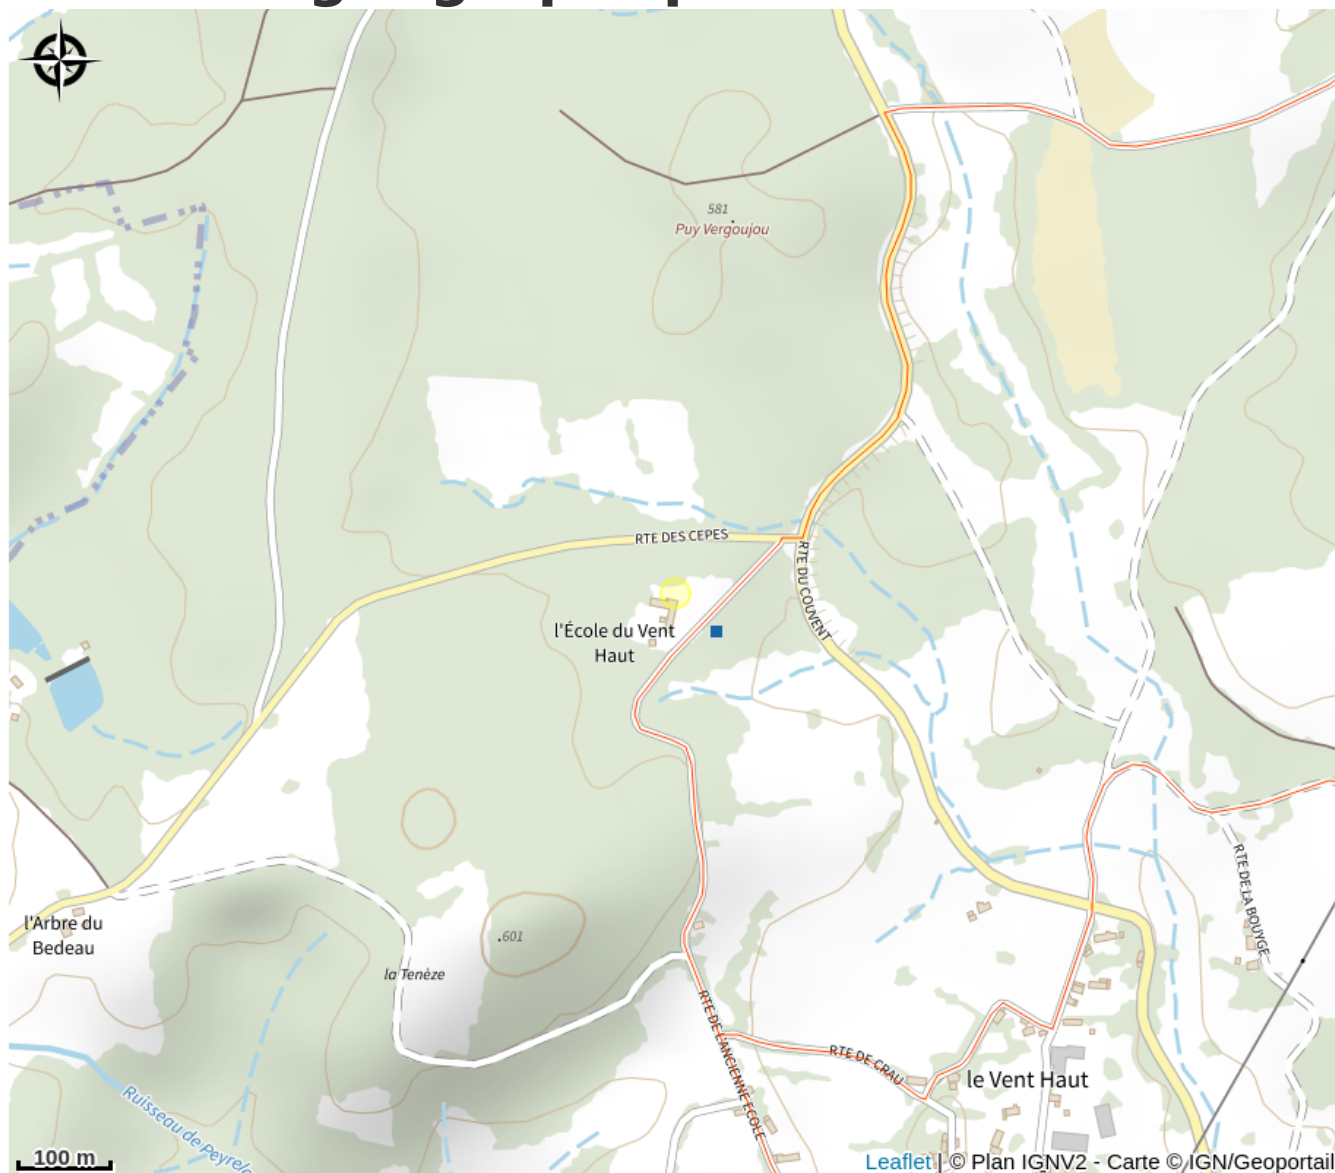 581
Puy Vergoujou
RTE DES CEPES
RTE DU COUVENT
l'École du Vent
Haut
l'Arbre du
Bedeau
601
la Tenèze
RTE DE LA BOUYGE
RTE DE L'ANCIENNE ECOLE
RTE DE CRAU
le Vent Haut
Ruisseau de Peyrele
100 m
Leaflet | © Plan IGNV2 - Carte © IGN/Geoportail